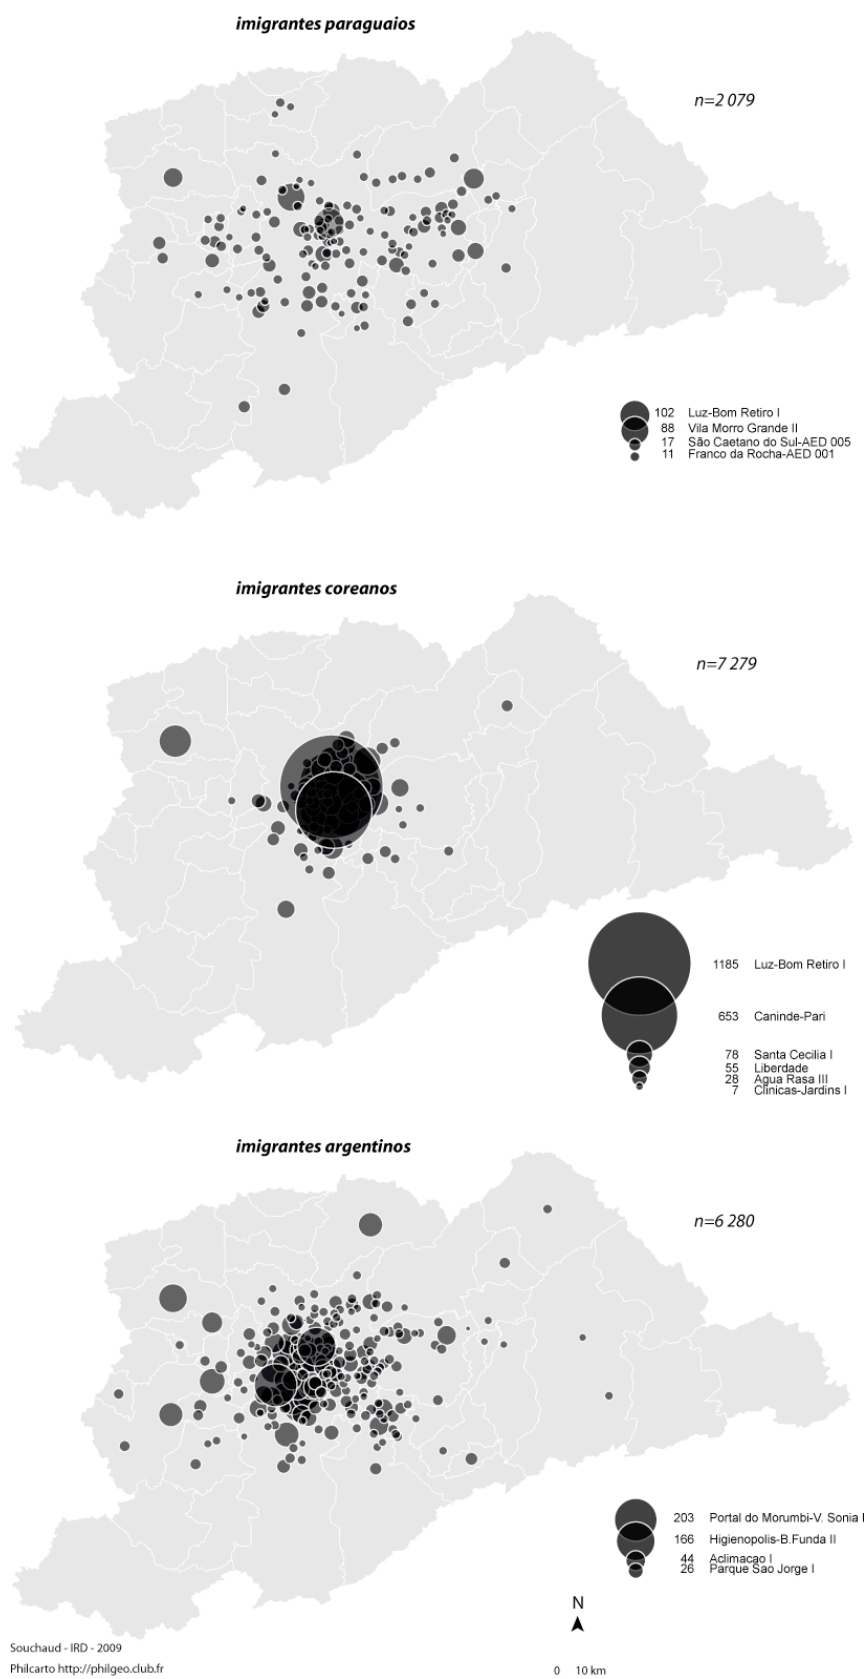 imigrantes paraguaios
n=2 079
102 Luz-Bom Retiro I
88 Vila Morro Grande II
17 São Caetano do Sul-AED 005
11 Franco da Rocha-AED 001
imigrantes coreanos
n=7 279
1185 Luz-Bom Retiro I
653 Caninde-Pari
78 Santa Cecilia I
55 Liberdade
28 Agua Rasa III
7 Clinicas-Jardins I
imigrantes argentinos
n=6 280
203 Portal do Morumbi-V. Sonia I
166 Higienopolis-B.Funda II
44 Aclimaçao I
26 Parque Sao Jorge I
N
Souchaud - IRD - 2009
Philcarto http://philgeo.club.fr
0 10 km